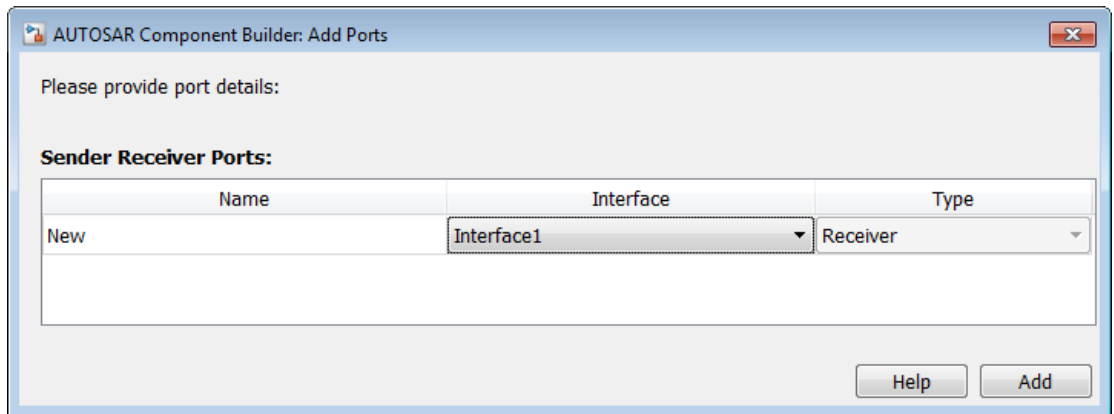 AUTOSAR Component Builder: Add Ports
Please provide port details:
Sender Receiver Ports:
Name Interface Type
New Interface1 Receiver
Help Add